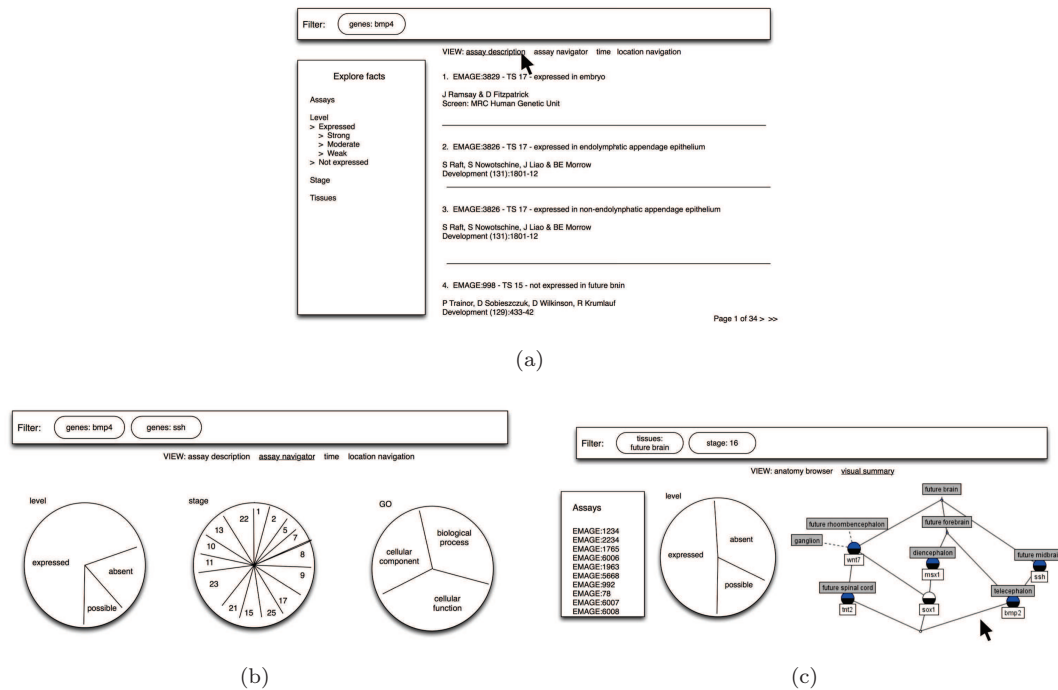 Filter: genes: bmp4
VIEW: assay description assay navigator time location navigation
Explore facts
Assays
Level
> Expressed
> Strong
> Moderate
> Weak
> Not expressed
Stage
Tissues
1. EMAGE:3829 - TS 17 - expressed in embryo
J Ramsay & D Fitzpatrick
Screen: MRC Human Genetic Unit
2. EMAGE:3826 - TS 17 - expressed in endolymphatic appendage epithelium
S Raft, S Nowotschine, J Liao & BE Morrow
Development (131):1801-12
3. EMAGE:3826 - TS 17 - expressed in non-endolynphatic appendage epithelium
S Raft, S Nowotschine, J Liao & BE Morrow
Development (131):1801-12
4. EMAGE:998 - TS 15 - not expressed in future bnin
P Trainor, D Sobieszczuk, D Wilkinson, R Krumlauf
Development (129):433-42
Page 1 of 34 > >>
(a)
Filter: genes: bmp4 genes: ssh
VIEW: assay description assay navigator time location navigation
level
expressed
absent
possible
stage
1
2
5
7
8
9
17
25
15
21
23
11
10
13
22
GO
biological
process
cellular
component
cellular
function
(b)
Filter: tissues:
future brain
stage: 16
VIEW: anatomy browser visual summary
Assays
EMAGE:1234
EMAGE:2234
EMAGE:1765
EMAGE:6006
EMAGE:1963
EMAGE:5668
EMAGE:992
EMAGE:78
EMAGE:6007
EMAGE:6008
level
expressed
absent
possible
future brain
future rhoombencephalon
future forebrain
ganglion
diencephalon
future midbrain
wnt7
msx1
ssh
future spinal cord
telecephalon
tnt2
sox1
bmp2
(c)